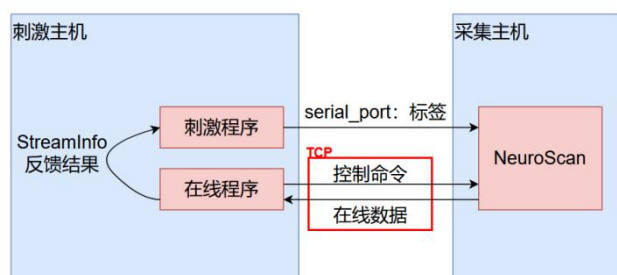 刺激主机
采集主机
serial_port：标签
刺激程序
StreamInfo
反馈结果
NeuroScan
TCP
控制命令
在线程序
在线数据